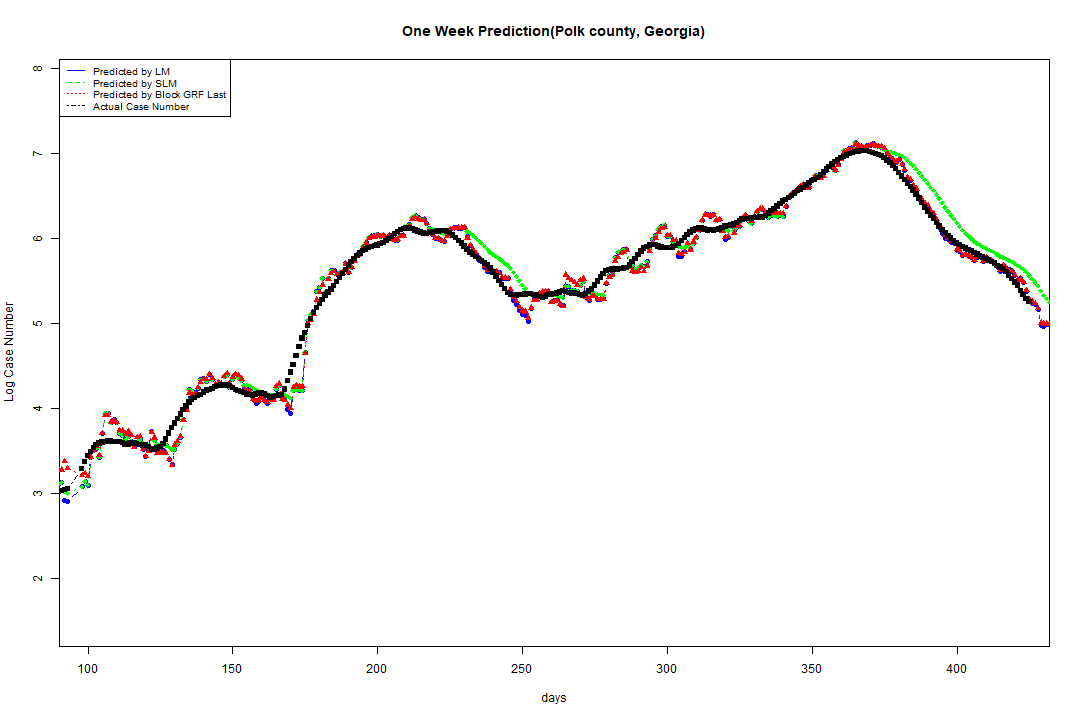 One Week Prediction(Polk county, Georgia)
Predicted by LM
Predicted by SLM
Predicted by Block GRF Last
Actual Case Number
8
7
6
5
4
3
2
Log Case Number
100 150 200 250 300 350 400
days